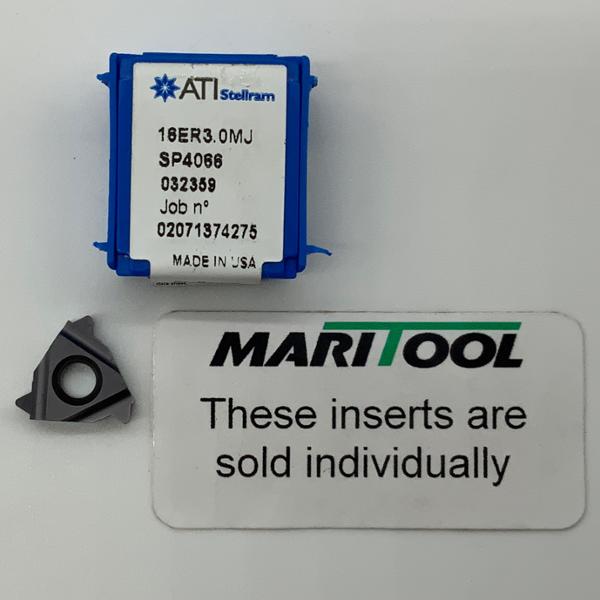 ATI Stellram
16ER3.0MJ
SP4066
032359
Job n°
02071374275
MADE IN USA
MARITOOL
These inserts are
sold individually